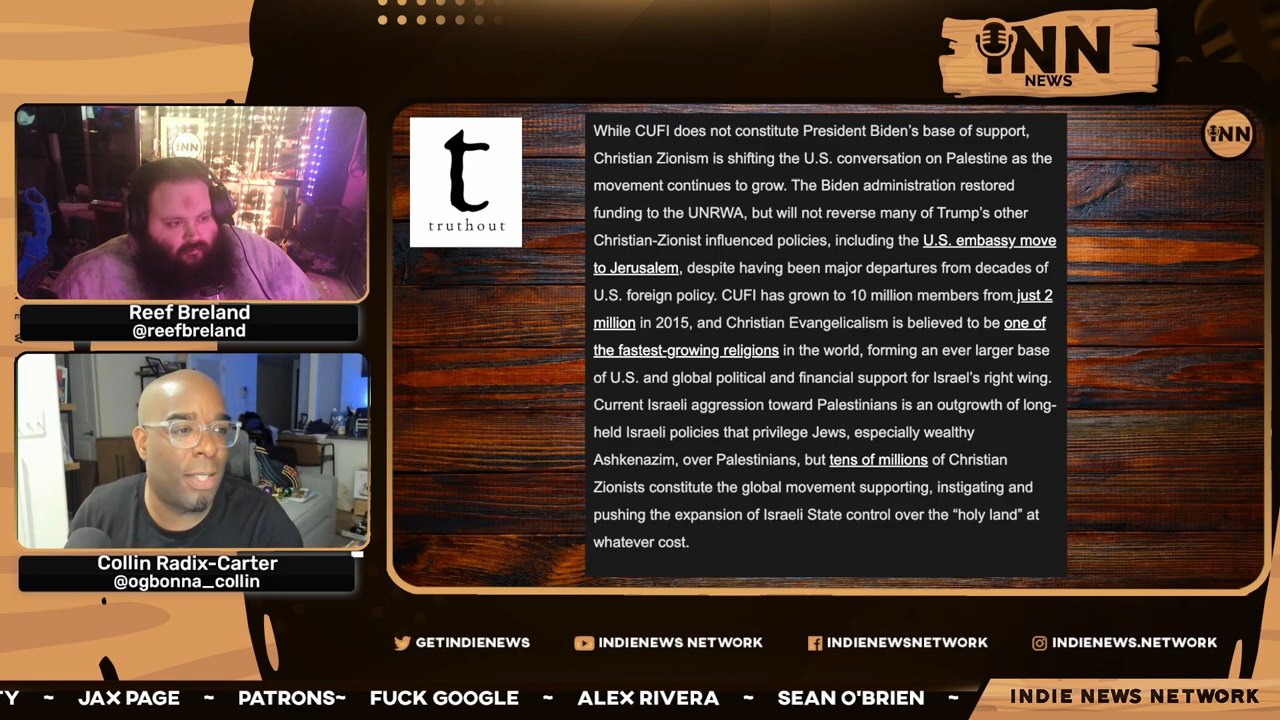 INN
NEWS
INN
Reef Breland
@reefbreland
Collin Radix-Carter
@ogbonna_collin
t
truthout
While CUFI does not constitute President Biden’s base of support,
Christian Zionism is shifting the U.S. conversation on Palestine as the
movement continues to grow. The Biden administration restored
funding to the UNRWA, but will not reverse many of Trump’s other
Christian-Zionist influenced policies, including the U.S. embassy move
to Jerusalem, despite having been major departures from decades of
U.S. foreign policy. CUFI has grown to 10 million members from just 2
million in 2015, and Christian Evangelicalism is believed to be one of
the fastest-growing religions in the world, forming an ever larger base
of U.S. and global political and financial support for Israel’s right wing.
Current Israeli aggression toward Palestinians is an outgrowth of long-
held Israeli policies that privilege Jews, especially wealthy
Ashkenazim, over Palestinians, but tens of millions of Christian
Zionists constitute the global movement supporting, instigating and
pushing the expansion of Israeli State control over the “holy land” at
whatever cost.
INN
GETINDIENEWS
INDIENEWS NETWORK
INDIENEWSNETWORK
INDIENEWS.NETWORK
TY ~ JAX PAGE ~ PATRONS~ FUCK GOOGLE ~ ALEX RIVERA ~ SEAN O'BRIEN ~
INDIE NEWS NETWORK